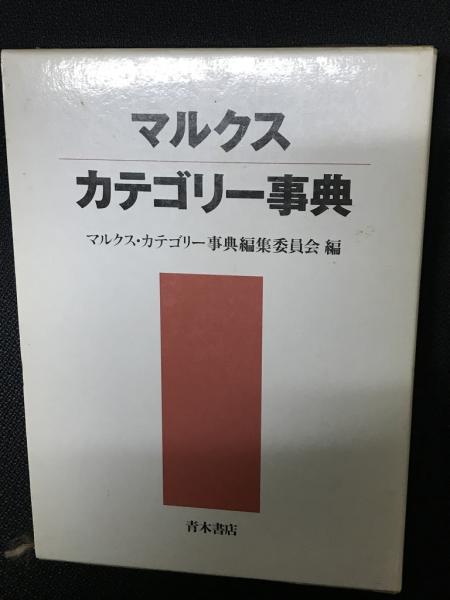 マルクス
カテゴリー事典
マルクス・カテゴリー事典編集委員会 編
青木書店